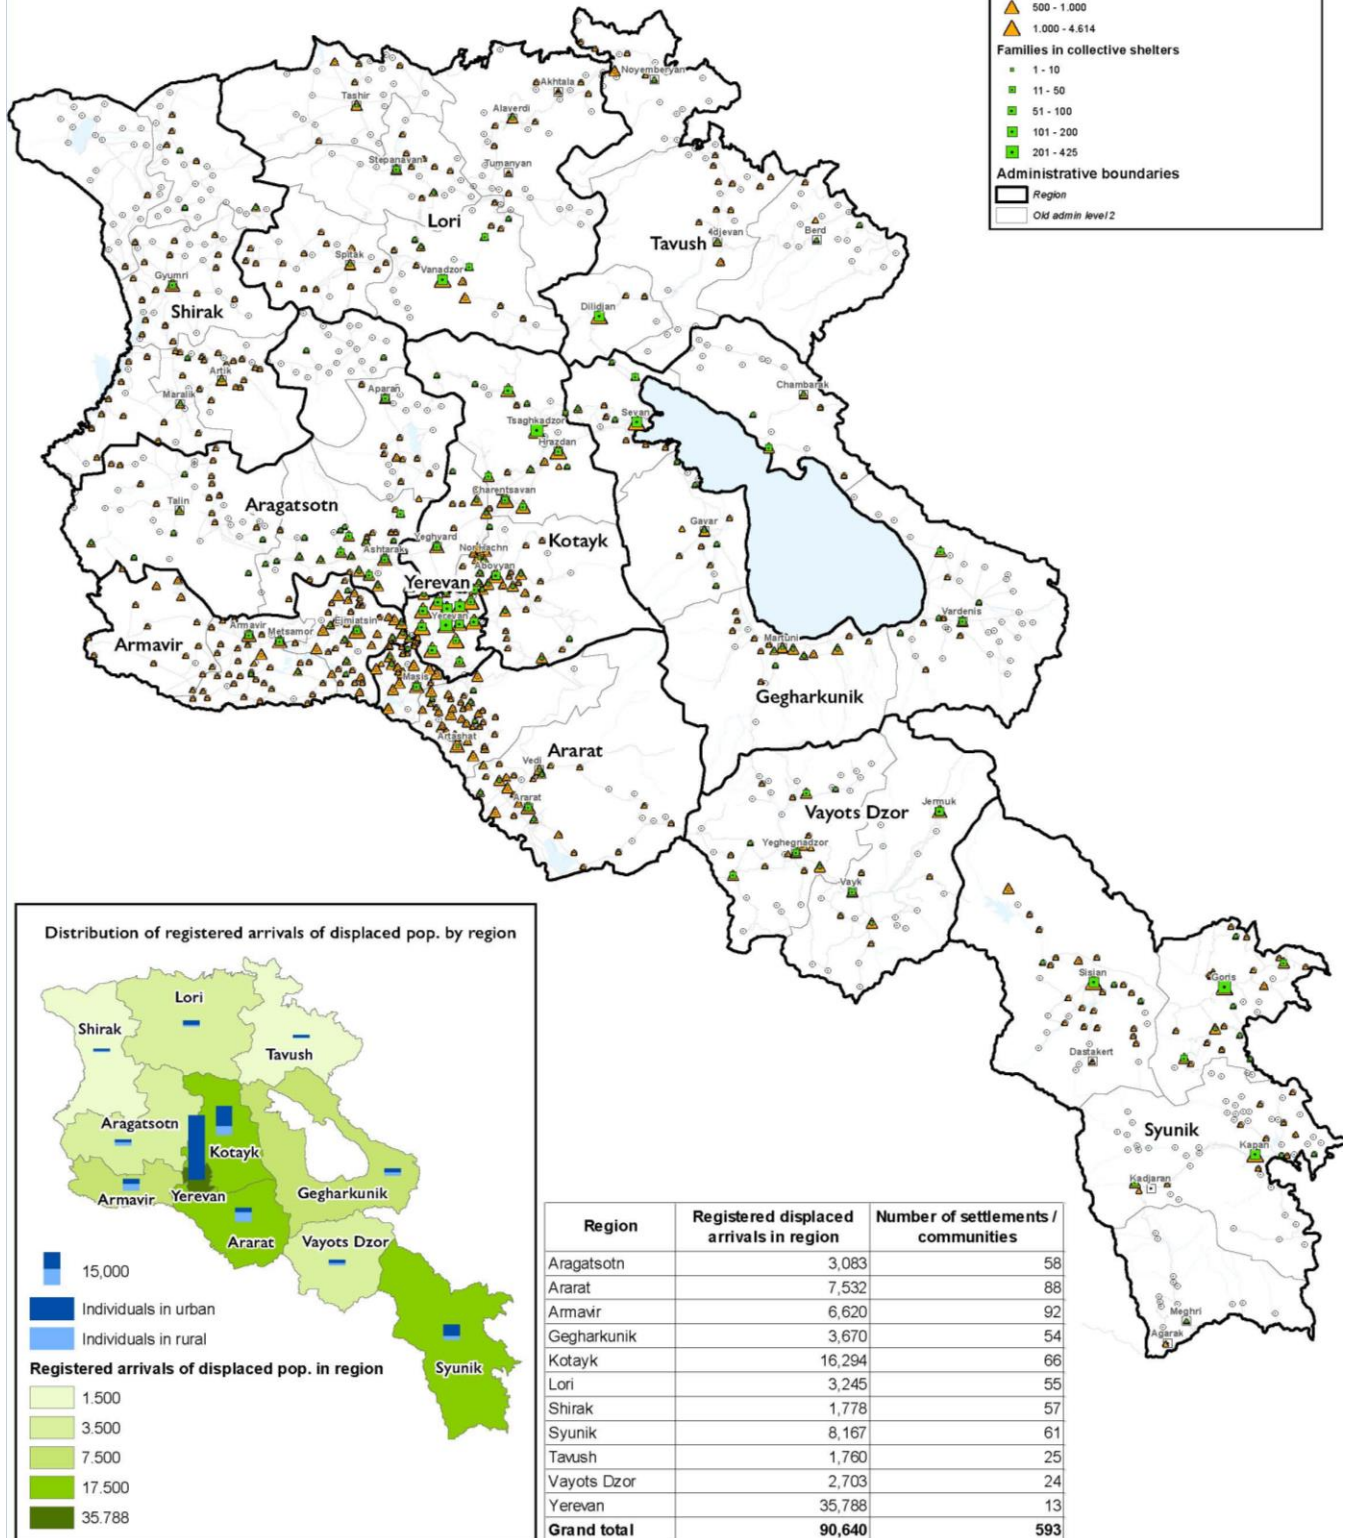 500 - 1.000
1.000 - 4.614
Families in collective shelters
1 - 10
11 - 50
51 - 100
101 - 200
201 - 425
Administrative boundaries
Region
Old admin level 2
Noyemberyan
Akhtala
Tashir
Alaverdi
Stepanavan
Tumanyan
Lori
Tavush
Berd
Spitak
Vanadzor
Gyumri
Shirak
Dilidjan
Artik
Maralik
Aparan
Chambarak
Tsaghkadzor
Sevan
Hrazdan
Charentsavan
Talin
Aragatsotn
Gavar
Yeghvard
Kotayk
Ashtarak
Nor Hachn
Abovyan
Yerevan
Yerevan
Vardenis
Armavir
Ejmiatsin
Armavir
Metsamor
Martuni
Masis
Gegharkunik
Artashat
Ararat
Vedi
Ararat
Vayots Dzor
Jermuk
Yeghegnadzor
Vayk
Sisian
Goris
Dastakert
Syunik
Kapan
Kadjaran
Meghri
Agarak
Distribution of registered arrivals of displaced pop. by region
Lori
Shirak
Tavush
Aragatsotn
Kotayk
Armavir
Yerevan
Gegharkunik
Ararat
Vayots Dzor
Syunik
15,000
Individuals in urban
Individuals in rural
Registered arrivals of displaced pop. in region
1.500
3.500
7.500
17.500
35.788
Region Registered displaced arrivals in region Number of settlements / communities
Aragatsotn 3,083 58
Ararat 7,532 88
Armavir 6,620 92
Gegharkunik 3,670 54
Kotayk 16,294 66
Lori 3,245 55
Shirak 1,778 57
Syunik 8,167 61
Tavush 1,760 25
Vayots Dzor 2,703 24
Yerevan 35,788 13
Grand total 90,640 593